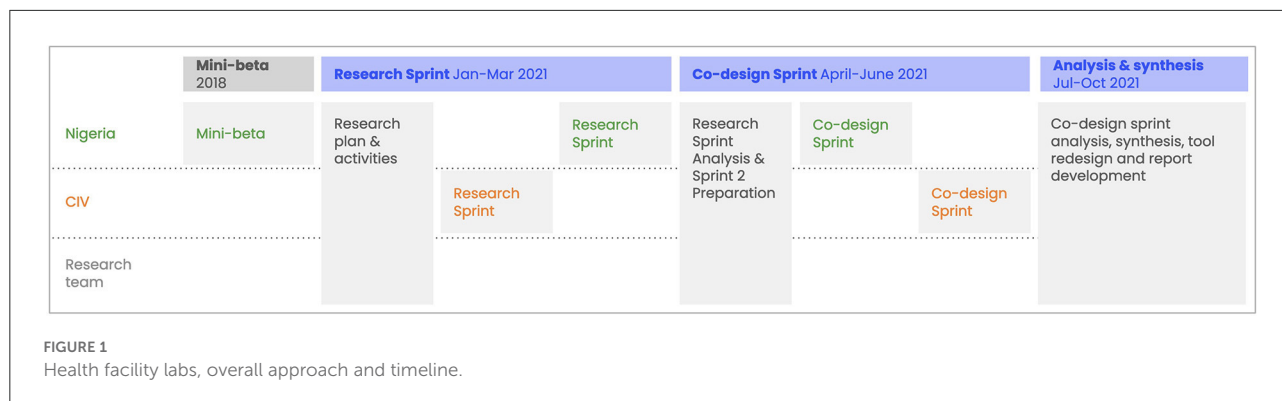 Mini-beta
2018
Research Sprint Jan-Mar 2021
Co-design Sprint April-June 2021
Analysis & synthesis
Jul-Oct 2021
Nigeria
Mini-beta
Research
plan &
activities
Research
Sprint
Research
Sprint
Analysis &
Sprint 2
Preparation
Co-design
Sprint
Co-design sprint
analysis, synthesis, tool
redesign and report
development
CIV
Research
Sprint
Co-design
Sprint
Research
team
FIGURE 1
Health facility labs, overall approach and timeline.